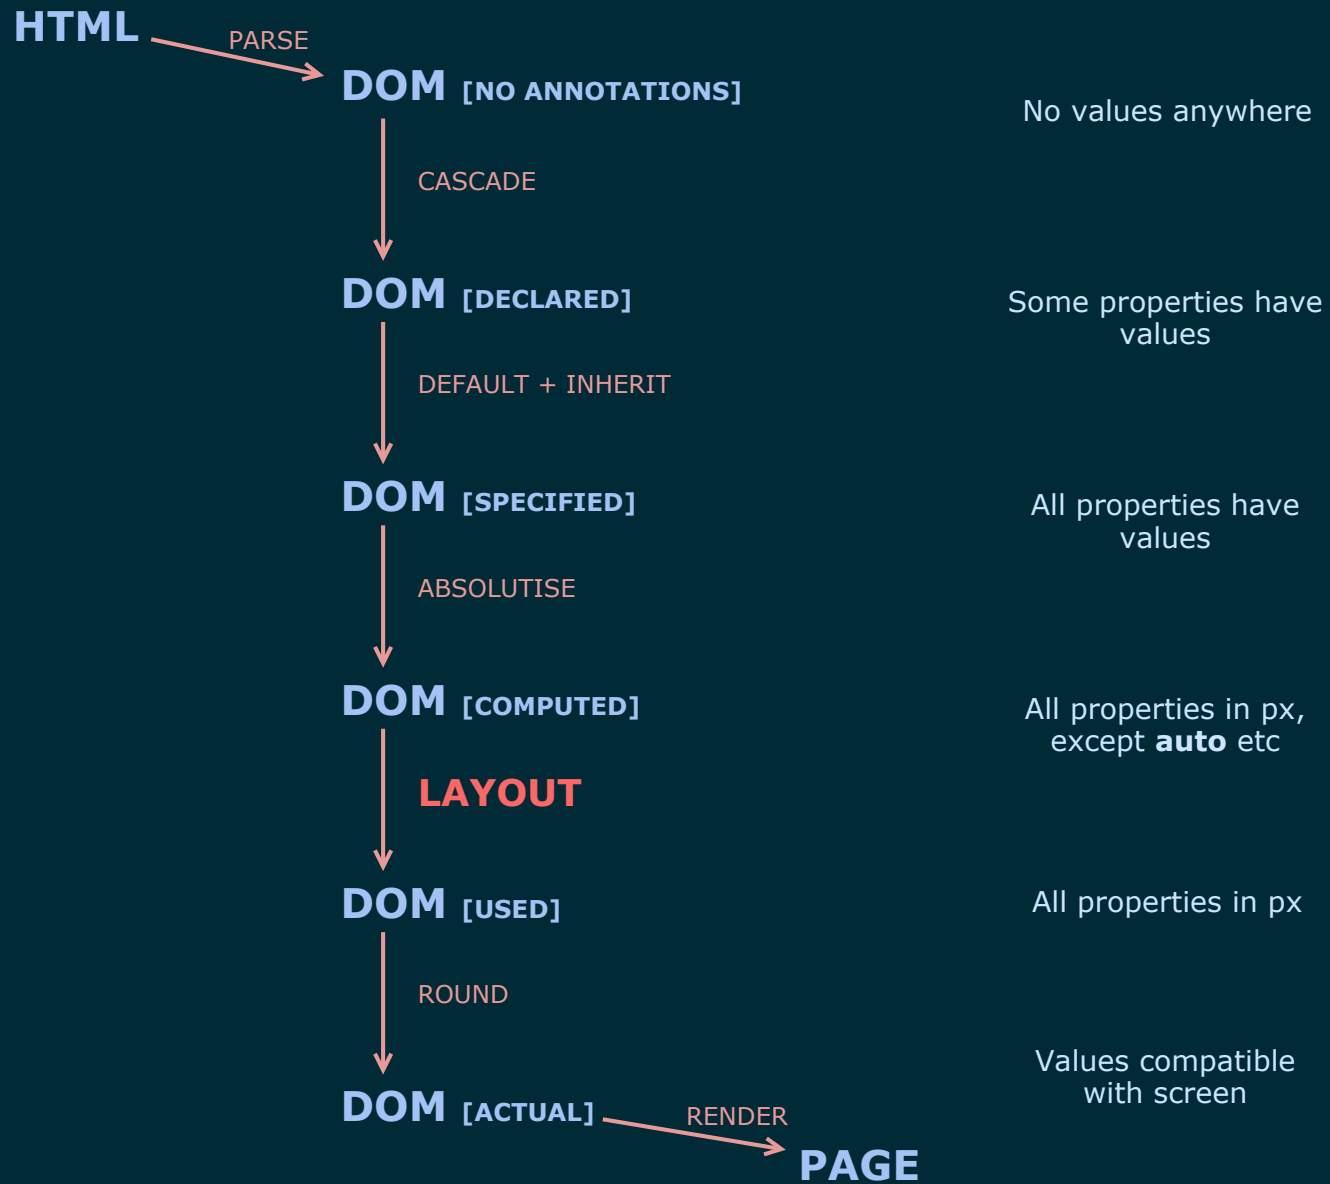 HTML
PARSE
DOM [NO ANNOTATIONS]
No values anywhere
CASCADE
DOM [DECLARED]
Some properties have
values
DEFAULT + INHERIT
DOM [SPECIFIED]
All properties have
values
ABSOLUTISE
DOM [COMPUTED]
All properties in px,
except auto etc
LAYOUT
DOM [USED]
All properties in px
ROUND
DOM [ACTUAL]
Values compatible
with screen
RENDER
PAGE